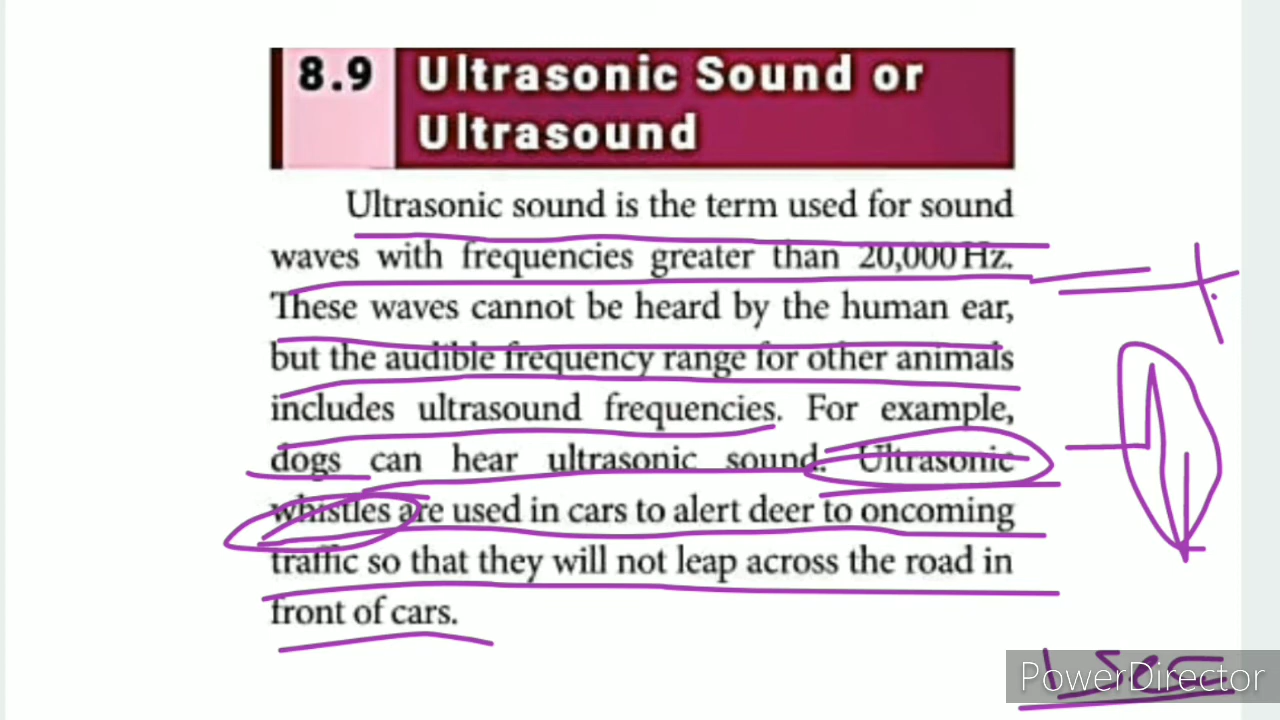 8.9 Ultrasonic Sound or
Ultrasound
Ultrasonic sound is the term used for sound
waves with frequencies greater than 20,000 Hz.
These waves cannot be heard by the human ear,
but the audible frequency range for other animals
includes ultrasound frequencies. For example,
dogs can hear ultrasonic sound. Ultrasonic
whistles are used in cars to alert deer to oncoming
traffic so that they will not leap across the road in
front of cars.
1 sec
PowerDirector